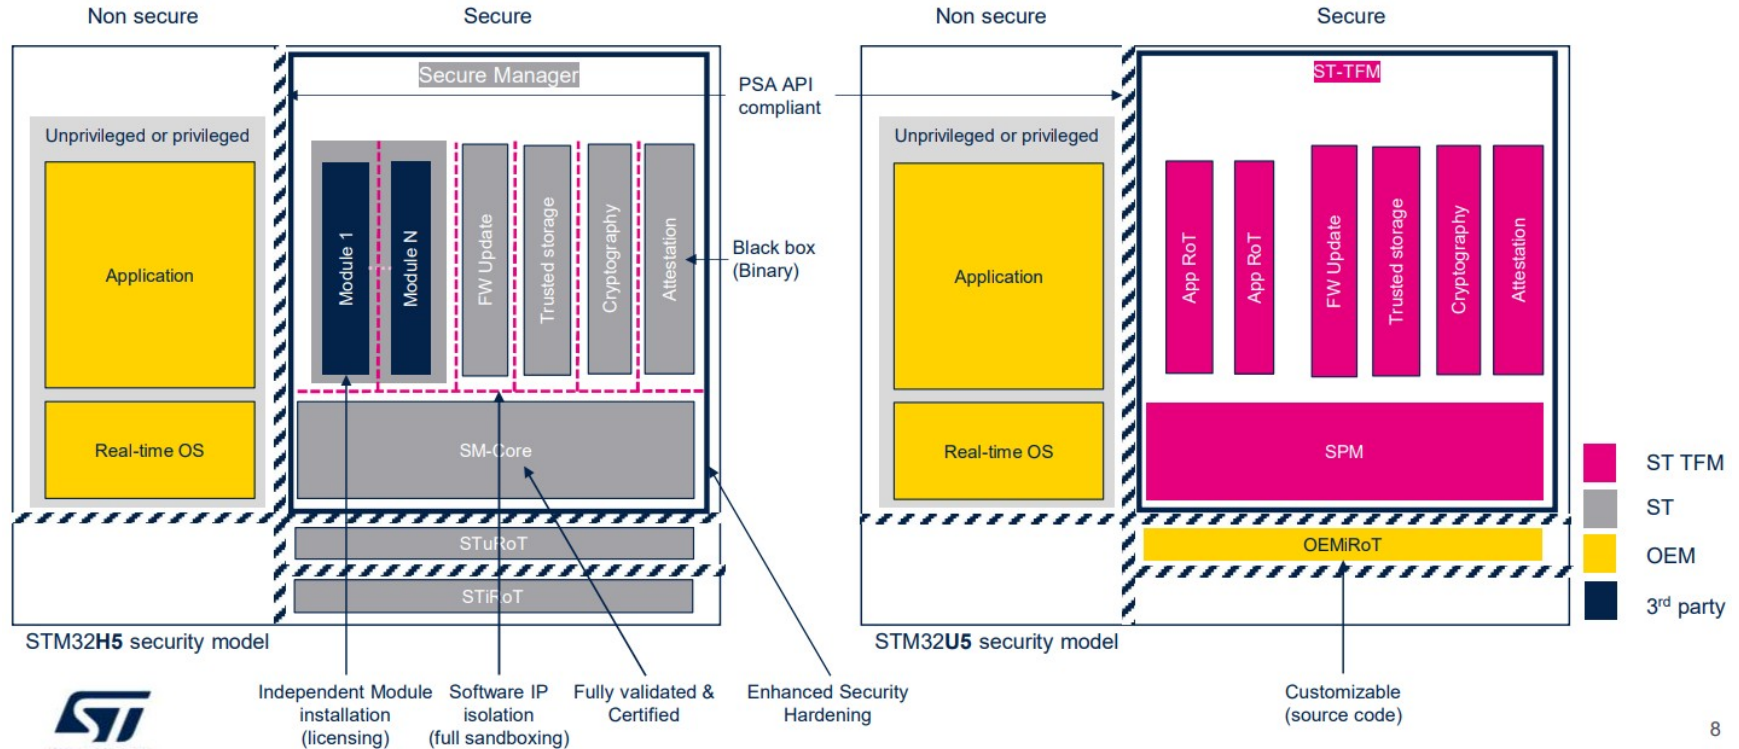 Non secure
Secure
Non secure
Secure
Secure Manager
PSA API
compliant
ST-TFM
Unprivileged or privileged
Application
Real-time OS
Module 1
....
Module N
FW Update
Trusted storage
Cryptography
Attestation
Black box
(Binary)
SM-Core
STuRoT
STiRoT
Unprivileged or privileged
Application
Real-time OS
App RoT
App RoT
FW Update
Trusted storage
Cryptography
Attestation
SPM
OEMiRoT
ST TFM
ST
OEM
3rd party
STM32H5 security model
STM32U5 security model
Independent Module
installation
(licensing)
Software IP
isolation
(full sandboxing)
Fully validated &
Certified
Enhanced Security
Hardening
Customizable
(source code)
ST
8